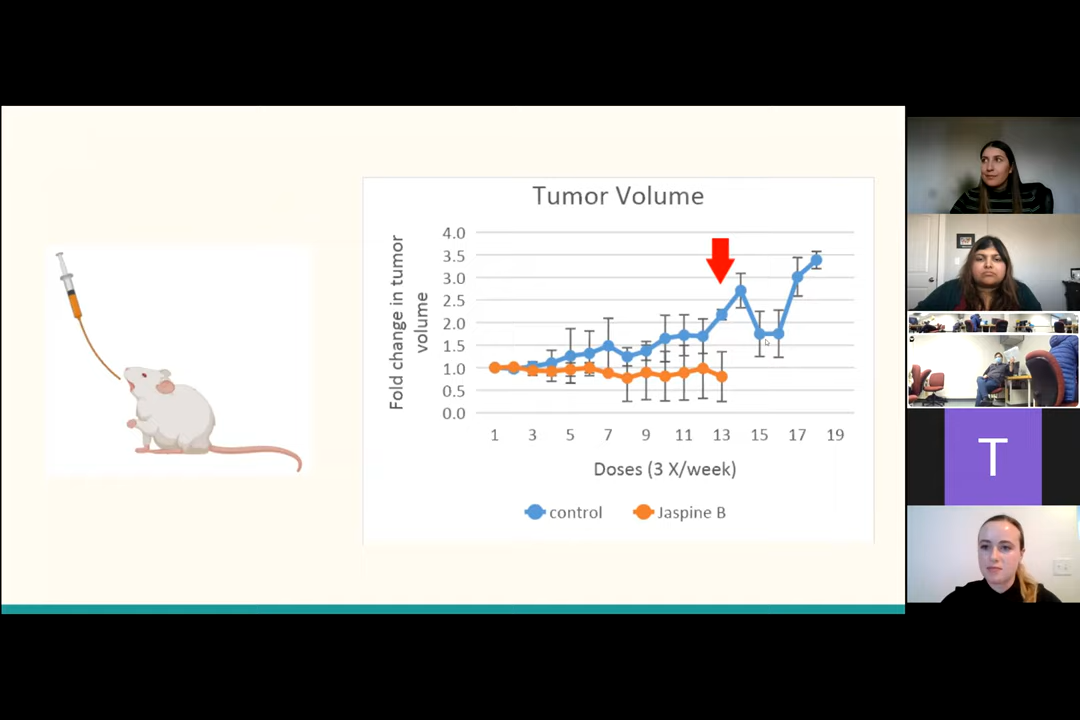 Tumor Volume
Fold change in tumor
volume
4.0
3.5
3.0
2.5
2.0
1.5
1.0
0.5
0.0
1 3 5 7 9 11 13 15 17 19
Doses (3 X/week)
control Jaspine B
T